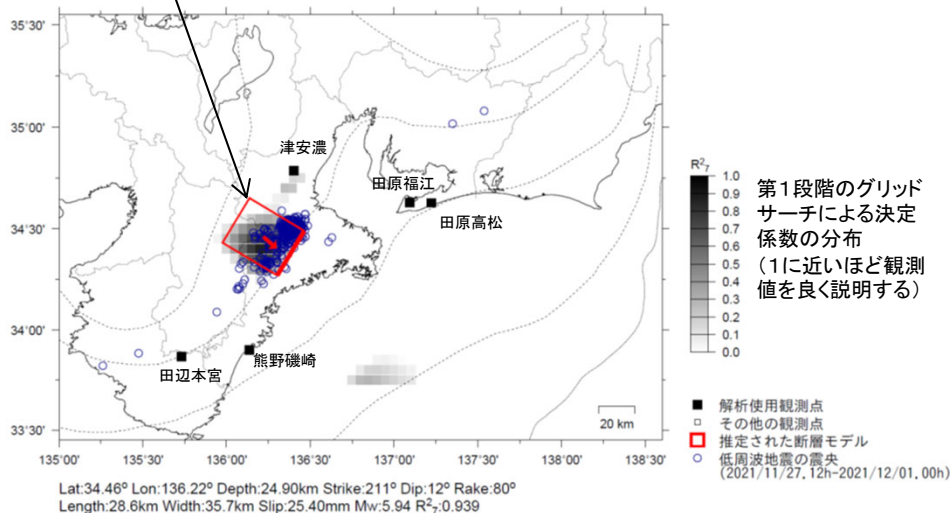 35°30'
35°00'
34°30'
34°00'
33°30'
135°00'
135°30'
136°00'
136°30'
137°00'
137°30'
138°00'
138°30'
津安濃
田原福江
田原高松
田辺本宮
熊野磯崎
20 km
R²₇
1.0
0.9
0.8
0.7
0.6
0.5
0.4
0.3
0.2
0.1
0.0
第1段階のグリッド
サーチによる決定
係数の分布
(1に近いほど観測
値を良く説明する)
解析使用観測点
その他の観測点
推定された断層モデル
低周波地震の震央
(2021/11/27.12h-2021/12/01.00h)
Lat:34.46° Lon:136.22° Depth:24.90km Strike:211° Dip:12° Rake:80°
Length:28.6km Width:35.7km Slip:25.40mm Mw:5.94 R²₇:0.939